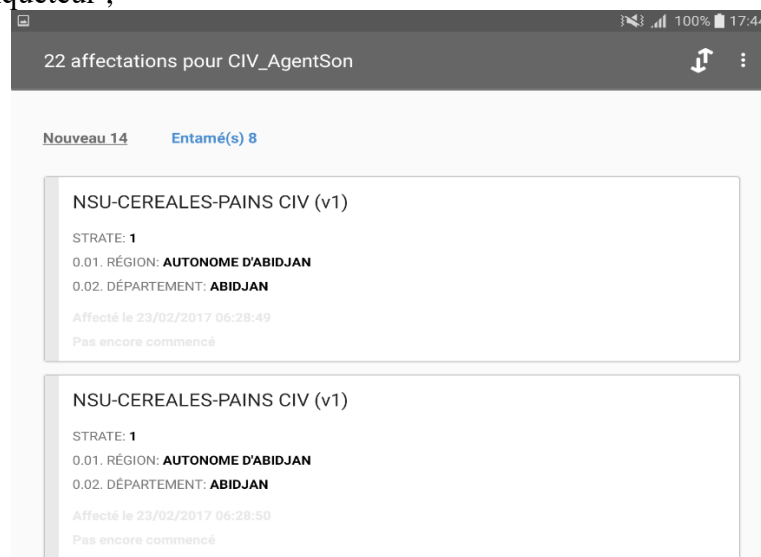 100% 17:44
22 affectations pour CIV_AgentSon
Nouveau 14 Entamé(s) 8
NSU-CEREALES-PAINS CIV (v1)
STRATE: 1
0.01. RÉGION: AUTONOME D'ABIDJAN
0.02. DÉPARTEMENT: ABIDJAN
Affecté le 23/02/2017 06:28:49
Pas encore commencé
NSU-CEREALES-PAINS CIV (v1)
STRATE: 1
0.01. RÉGION: AUTONOME D'ABIDJAN
0.02. DÉPARTEMENT: ABIDJAN
Affecté le 23/02/2017 06:28:50
Pas encore commencé